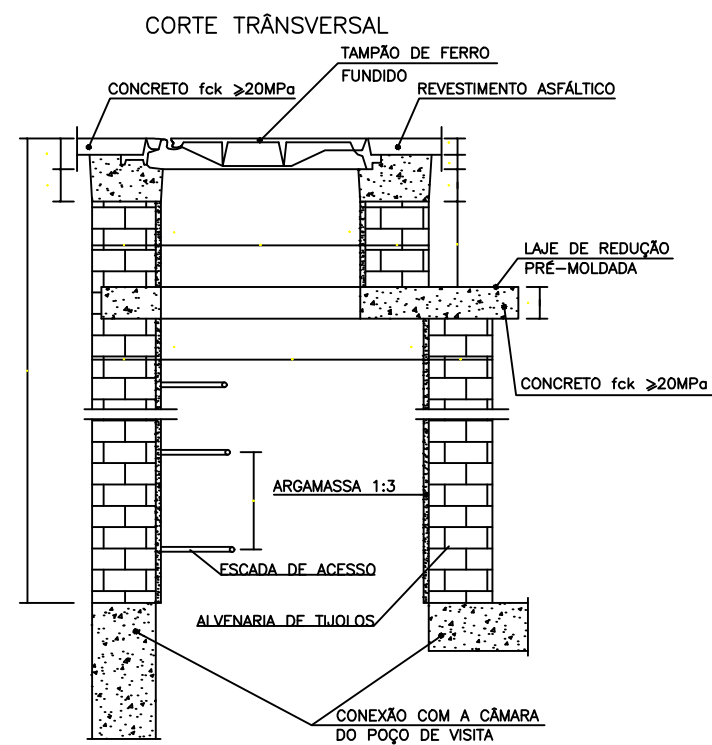 CORTE TRÂNSVERSAL
TAMPÃO DE FERRO
FUNDIDO
CONCRETO fck ⩾20MPa
REVESTIMENTO ASFÁLTICO
LAJE DE REDUÇÃO
PRÉ-MOLDADA
CONCRETO fck ⩾20MPa
ARGAMASSA 1:3
ESCADA DE ACESSO
ALVENARIA DE TIJOLOS
CONEXÃO COM A CÂMARA
DO POÇO DE VISITA